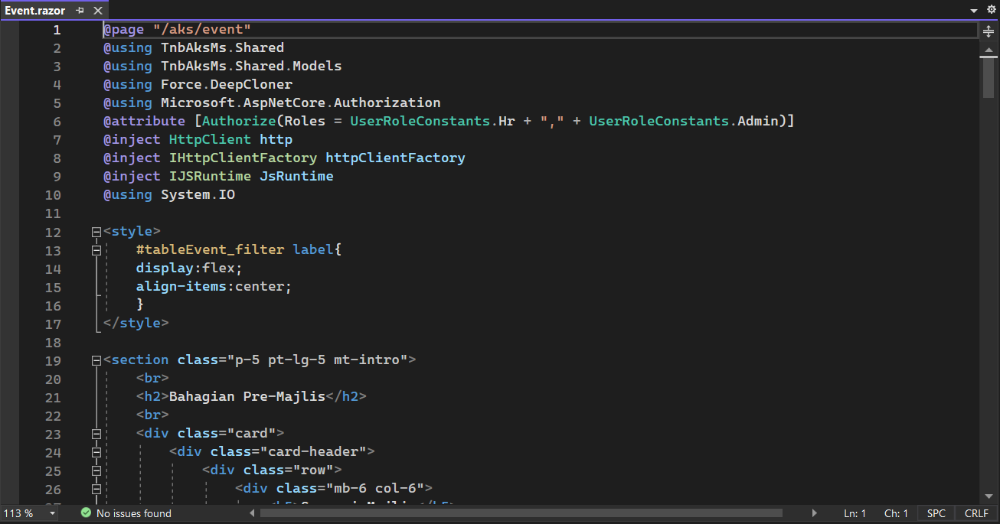 Event.razor
1 @page "/aks/event"
2 @using TnbAksMs.Shared
3 @using TnbAksMs.Shared.Models
4 @using Force.DeepCloner
5 @using Microsoft.AspNetCore.Authorization
6 @attribute [Authorize(Roles = UserRoleConstants.Hr + "," + UserRoleConstants.Admin)]
7 @inject HttpClient http
8 @inject IHttpClientFactory httpClientFactory
9 @inject IJSRuntime JsRuntime
10 @using System.IO
11
12 <style>
13 #tableEvent_filter label{
14 display:flex;
15 align-items:center;
16 }
17 </style>
18
19 <section class="p-5 pt-lg-5 mt-intro">
20 <br>
21 <h2>Bahagian Pre-Majlis</h2>
22 <br>
23 <div class="card">
24 <div class="card-header">
25 <div class="row">
26 <div class="mb-6 col-6">
113 % No issues found Ln: 1 Ch: 1 SPC CRLF